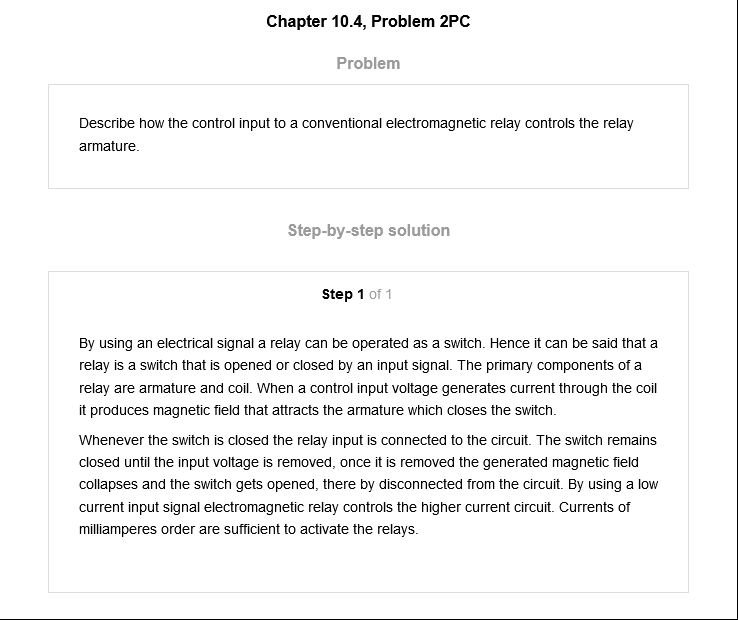 Chapter 10.4, Problem 2PC
Problem
Describe how the control input to a conventional electromagnetic relay controls the relay
armature.
Step-by-step solution
Step 1 of 1
By using an electrical signal a relay can be operated as a switch. Hence it can be said that a
relay is a switch that is opened or closed by an input signal. The primary components of a
relay are armature and coil. When a control input voltage generates current through the coil
it produces magnetic field that attracts the armature which closes the switch.
Whenever the switch is closed the relay input is connected to the circuit. The switch remains
closed until the input voltage is removed, once it is removed the generated magnetic field
collapses and the switch gets opened, there by disconnected from the circuit. By using a low
current input signal electromagnetic relay controls the higher current circuit. Currents of
milliamperes order are sufficient to activate the relays.